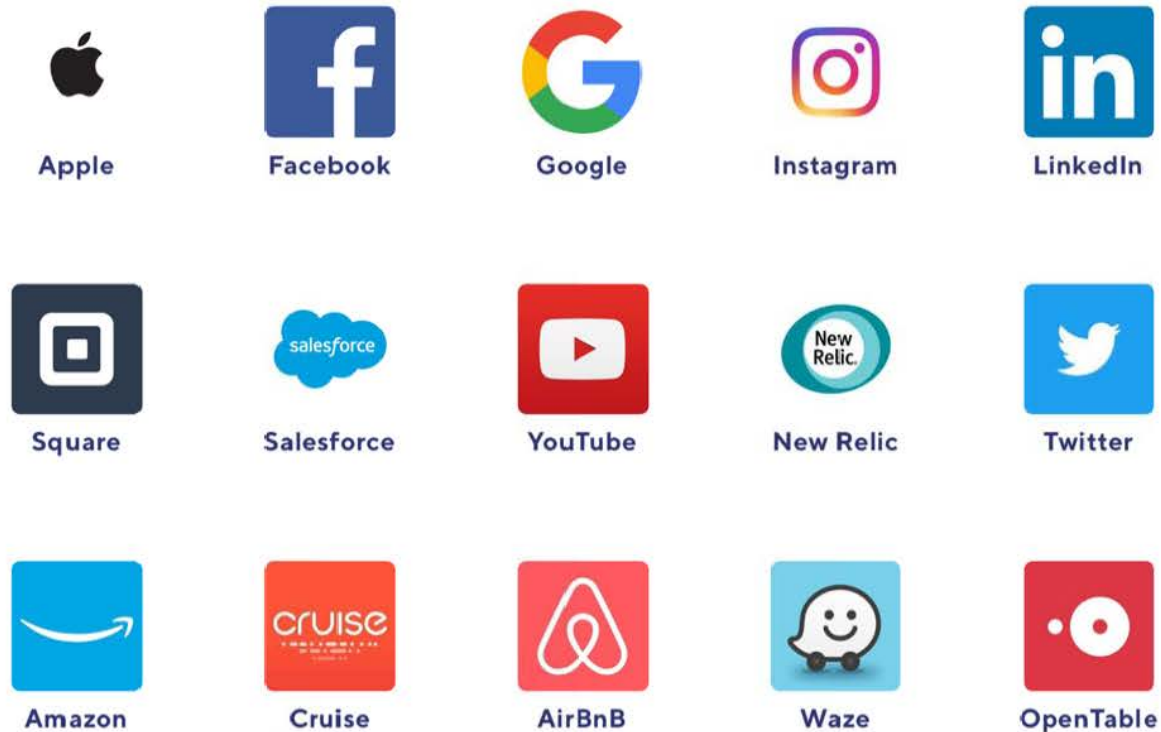 in
Apple
Facebook
Google
Instagram
LinkedIn
salesforce
New
Relic.
Square
Salesforce
YouTube
New Relic
Twitter
cruise
Amazon
Cruise
AirBnB
Waze
OpenTable